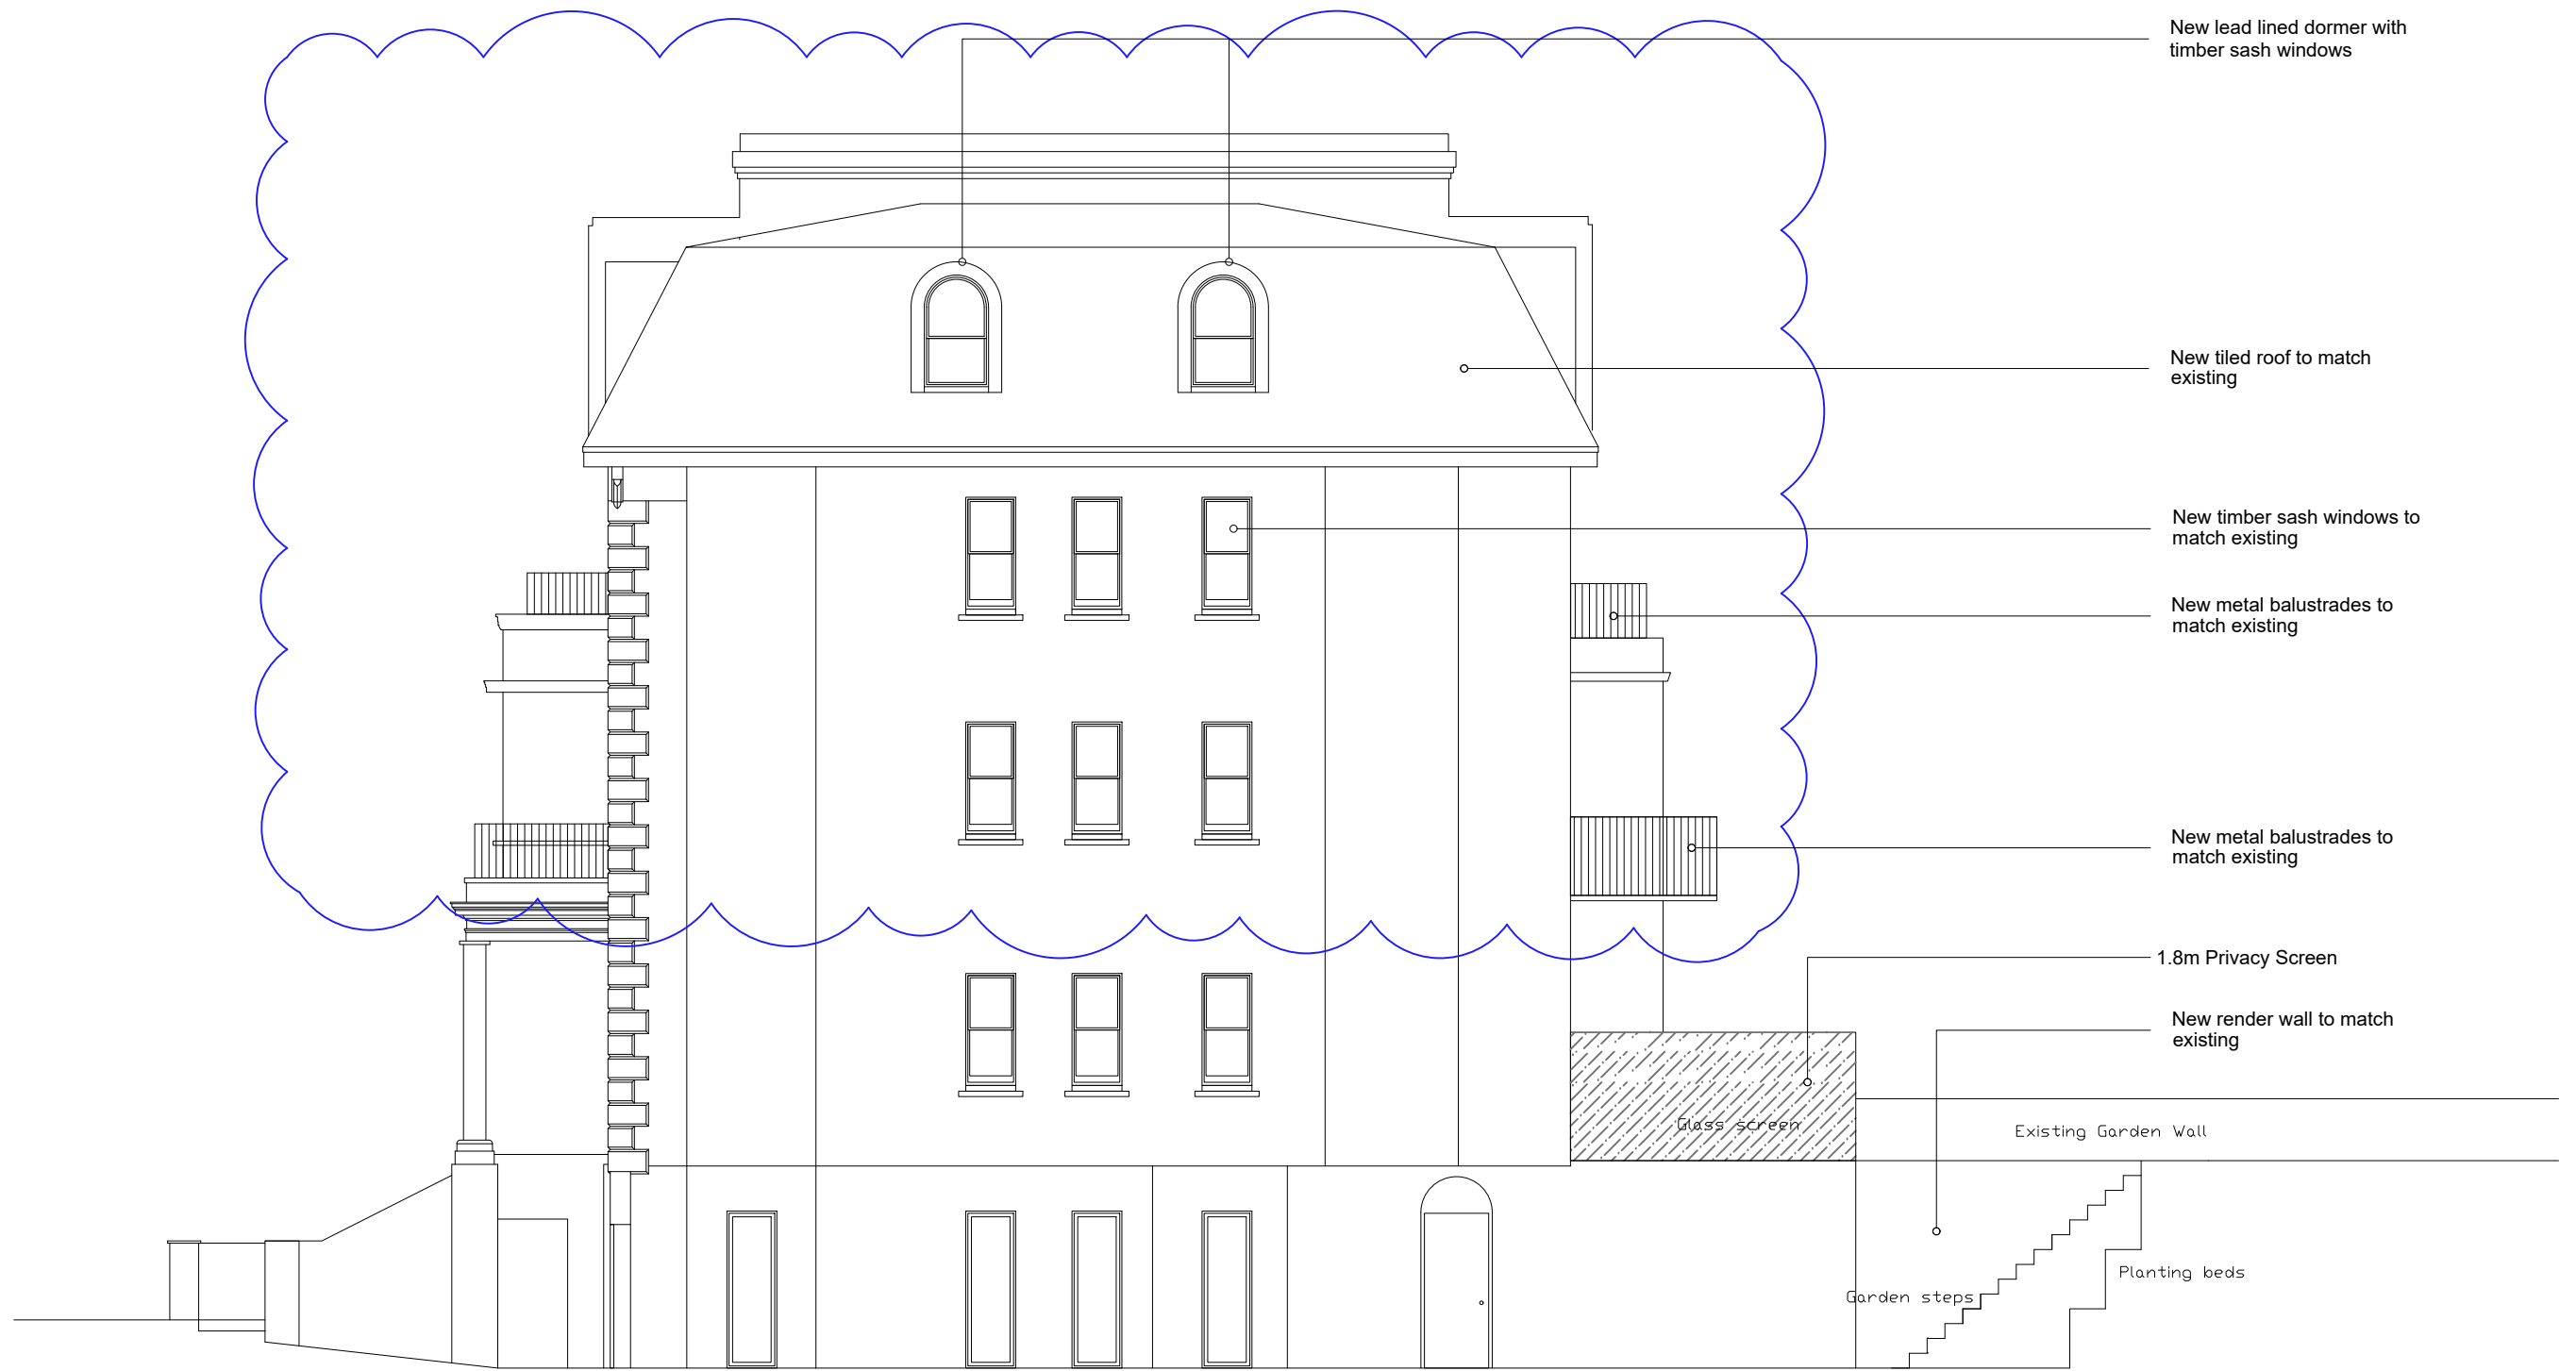 New lead lined dormer with
timber sash windows
New tiled roof to match
existing
New timber sash windows to
match existing
New metal balustrades to
match existing
New metal balustrades to
match existing
1.8m Privacy Screen
New render wall to match
existing
Glass screen
Existing Garden Wall
Planting beds
Garden steps